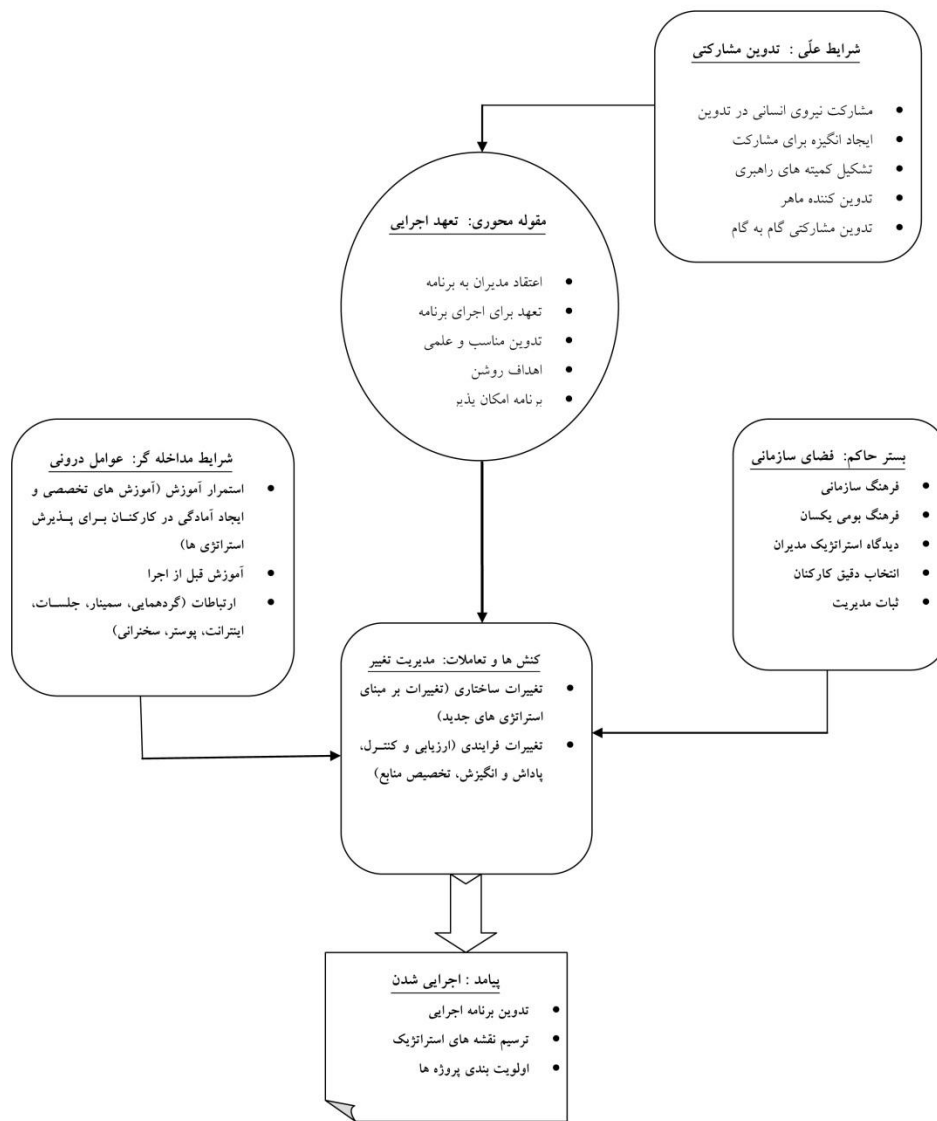 شرایط علّی : تدوین مشارکتی
مشارکت نیروی انسانی در تدوین
ایجاد انگیزه برای مشارکت
تشکیل کمیته های راهبری
تدوین کننده ماهر
تدوین مشارکتی گام به گام
مقوله محوری: تعهد اجرایی
اعتقاد مدیران به برنامه
تعهد برای اجرای برنامه
تدوین مناسب و علمی
اهداف روشن
برنامه امکان پذیر
بستر حاکم: فضای سازمانی
فرهنگ سازمانی
فرهنگ بومی یکسان
دیدگاه استراتژیک مدیران
انتخاب دقیق کارکنان
ثبات مدیریت
شرایط مداخله گر: عوامل درونی
استمرار آموزش (آموزش های تخصصی و
ایجاد آمادگی در کارکنـان بـرای پـذیرش
استراتژی ها)
آموزش قبل از اجرا
ارتباطات (گردهمایی، سمینار، جلسـات،
اینترانت، پوستر، سخنرانی)
کنش ها و تعاملات: مدیریت تغییر
تغییرات ساختاری (تغییرات بر مبنای
استراتژی های جدید)
تغییرات فرایندی (ارزیابی و کنتـرل،
پاداش و انگیزش، تخصیص منابع)
پیامد : اجرایی شدن
تدوین برنامه اجرایی
ترسیم نقشه های استراتژیک
اولویت بندی پروژه ها